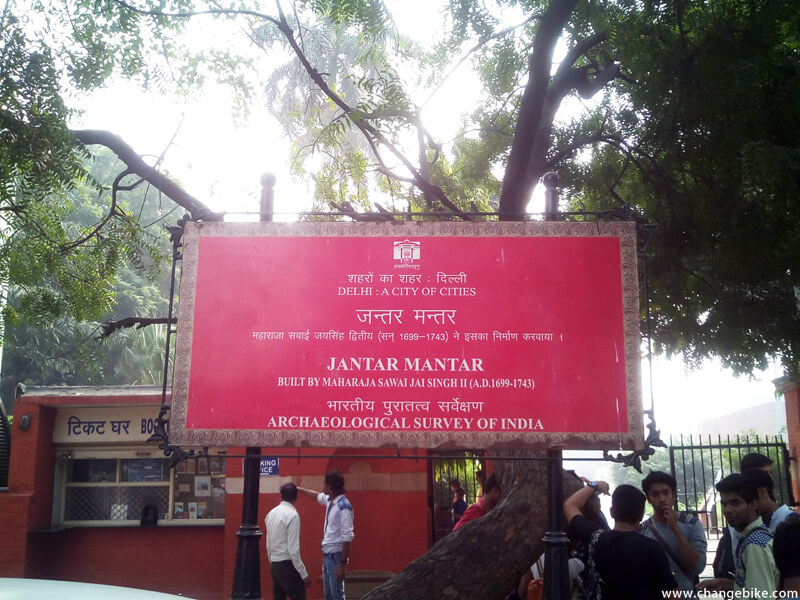 शहरों का शहर : दिल्ली
DELHI : A CITY OF CITIES
जन्तर मन्तर
महाराजा सवाई जयसिंह द्वितीय (सन् 1699–1743) ने इसका निर्माण करवाया ।
JANTAR MANTAR
BUILT BY MAHARAJA SAWAI JAI SINGH II (A.D.1699-1743)
भारतीय पुरातत्व सर्वेक्षण
ARCHAEOLOGICAL SURVEY OF INDIA
टिकट घर
www.changebike.com